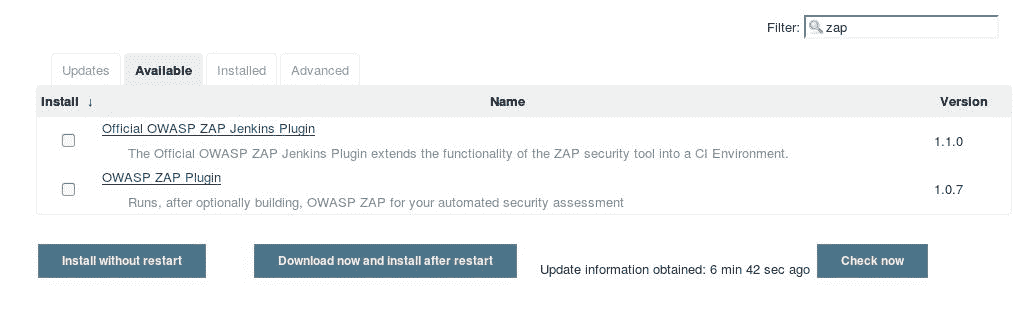 Filter: zap
Updates Available Installed Advanced
Install ↓ Name Version
Official OWASP ZAP Jenkins Plugin
The Official OWASP ZAP Jenkins Plugin extends the functionality of the ZAP security tool into a CI Environment.
1.1.0
OWASP ZAP Plugin
Runs, after optionally building, OWASP ZAP for your automated security assessment
1.0.7
Install without restart Download now and install after restart Update information obtained: 6 min 42 sec ago Check now